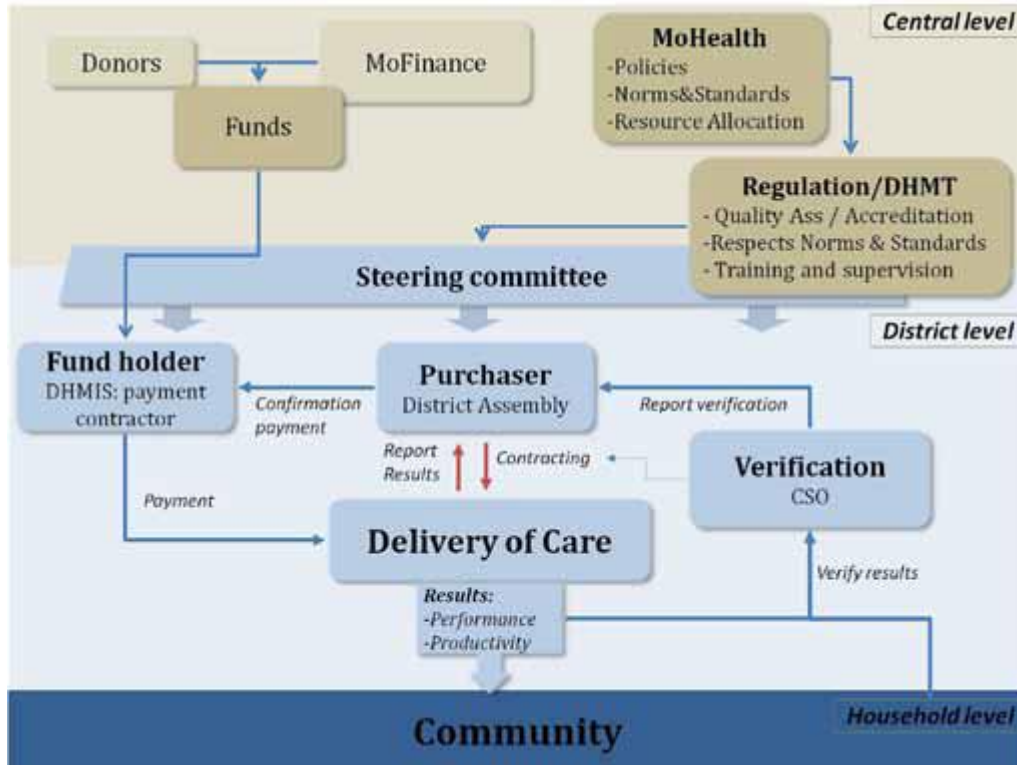 Central level
Donors
MoFinance
Funds
MoHealth
-Policies
-Norms&Standards
-Resource Allocation
Regulation/DHMT
- Quality Ass / Accreditation
-Respects Norms & Standards
- Training and supervision
Steering committee
District level
Fund holder
DHMIS: payment
contractor
Confirmation
payment
Purchaser
District Assembly
Report verification
Report
Results
Contracting
Verification
CSO
Payment
Delivery of Care
Verify results
Results:
-Performance
-Productivity
Household level
Community